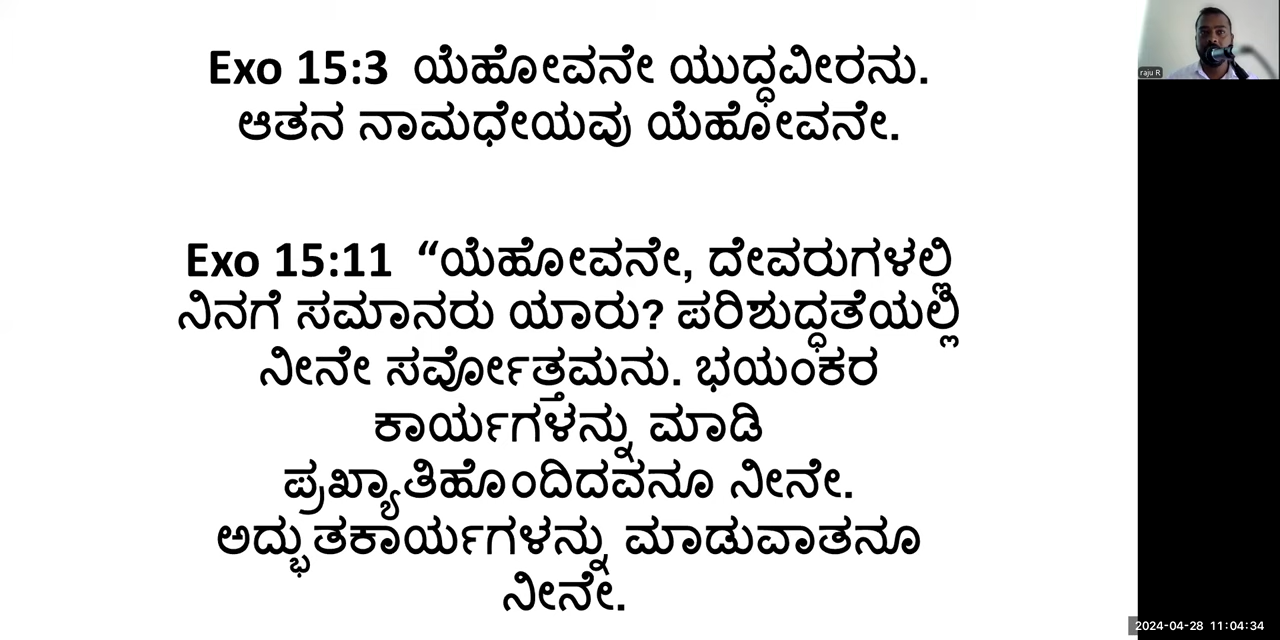 Exo 15:3 ಯೆಹೋವನೇ ಯುದ್ಧವೀರನು.
ಆತನ ನಾಮಧೇಯವು ಯೆಹೋವನೇ.
Exo 15:11 “ಯೆಹೋವನೇ, ದೇವರುಗಳಲ್ಲಿ
ನಿನಗೆ ಸಮಾನರು ಯಾರು? ಪರಿಶುದ್ಧತೆಯಲ್ಲಿ
ನೀನೇ ಸರ್ವೋತ್ತಮನು. ಭಯಂಕರ
ಕಾರ್ಯಗಳನ್ನು ಮಾಡಿ
ಪ್ರಖ್ಯಾತಿಹೊಂದಿದವನೂ ನೀನೇ.
ಅದ್ಭುತಕಾರ್ಯಗಳನ್ನು ಮಾಡುವಾತನೂ
ನೀನೇ.
raju R
2024-04-28 11:04:34